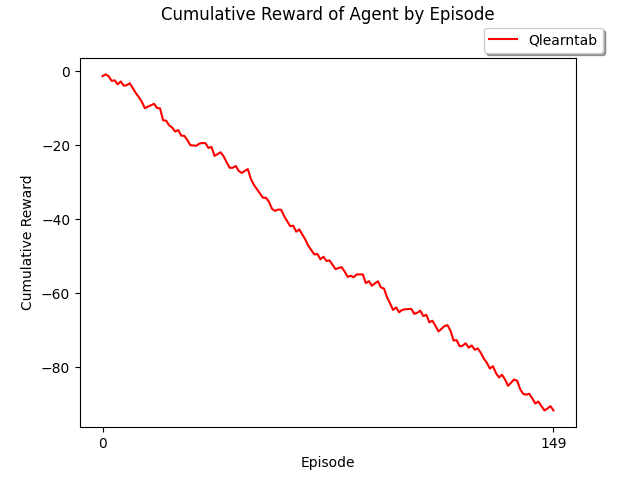 Cumulative Reward of Agent by Episode
Qlearntab
0
−20
−40
−60
−80
Cumulative Reward
0
149
Episode